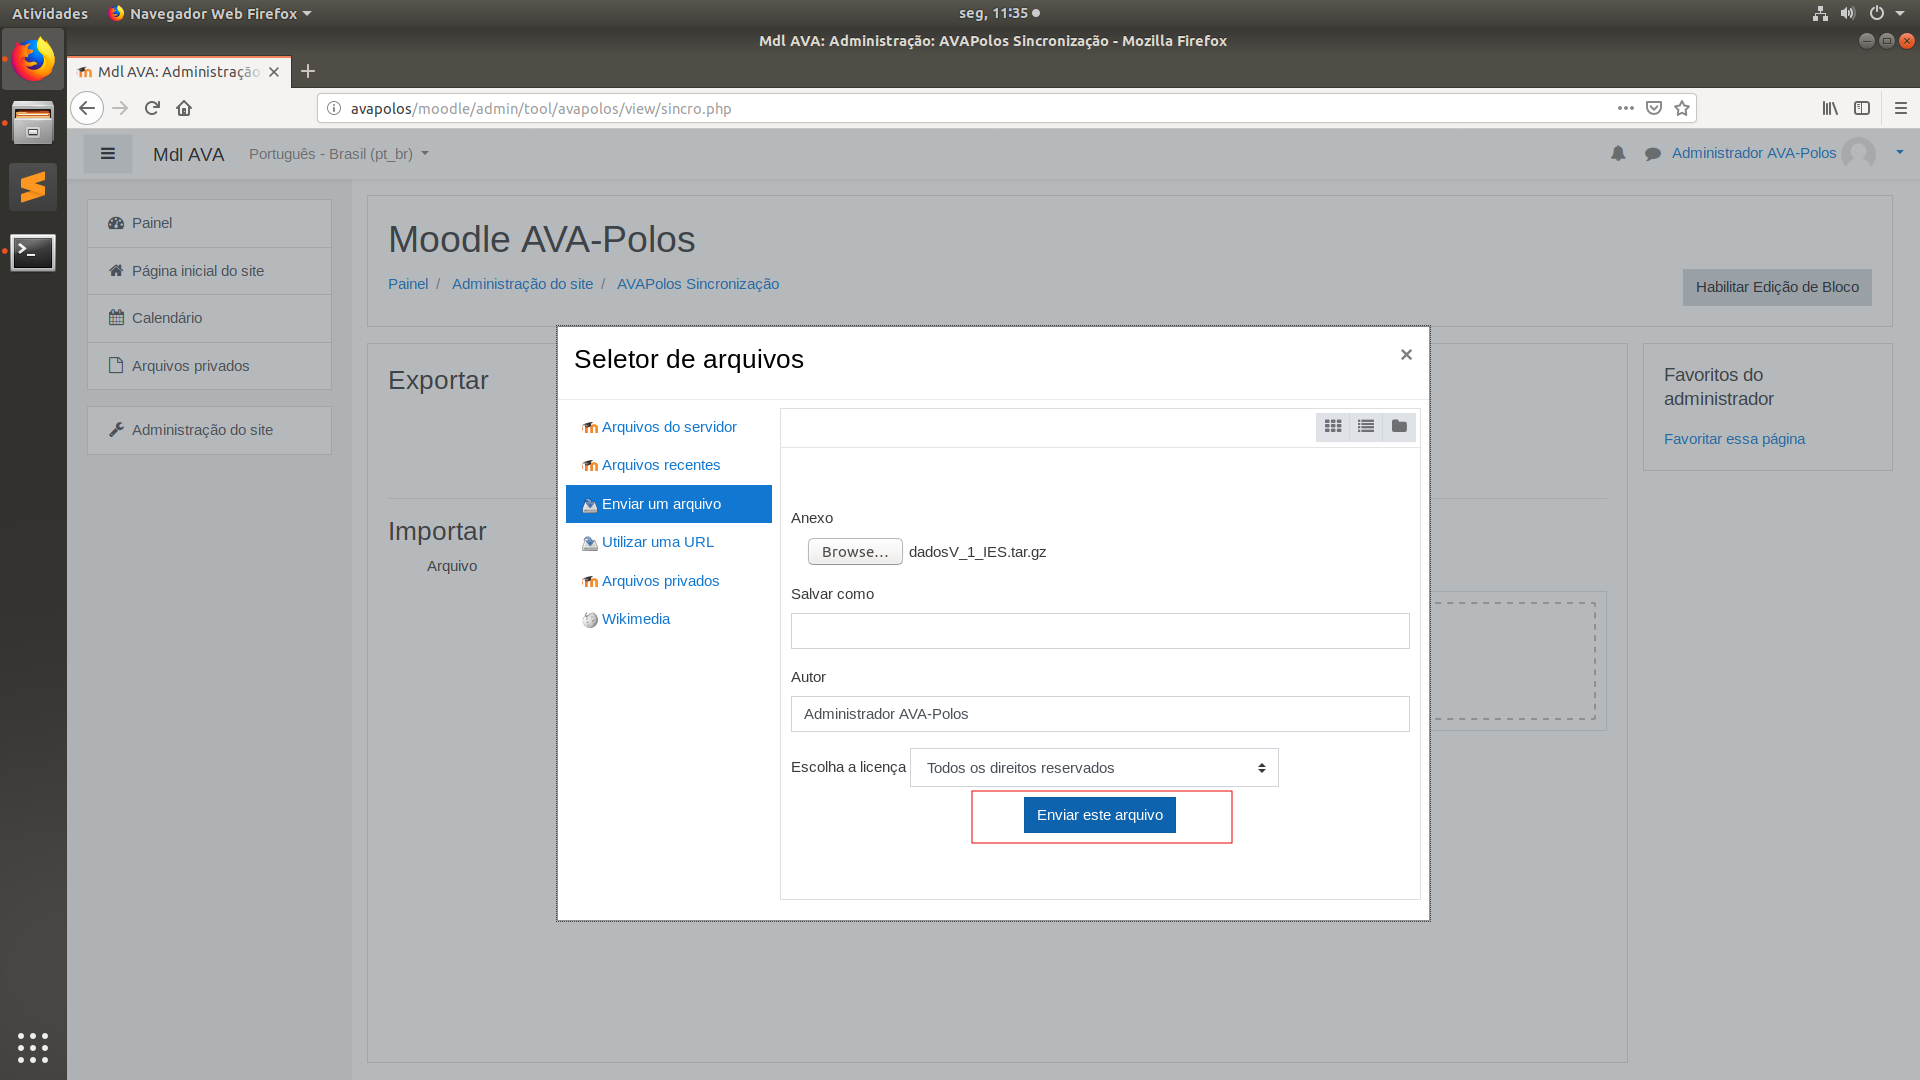 Atividades
Navegador Web Firefox
seg, 11:35
Mdl AVA: Administração: AVAPolos Sincronização - Mozilla Firefox
Mdl AVA: Administração
avapolos/moodle/admin/tool/avapolos/view/sincro.php
Mdl AVA
Português - Brasil (pt_br)
Administrador AVA-Polos
Painel
Página inicial do site
Calendário
Arquivos privados
Administração do site
Moodle AVA-Polos
Painel / Administração do site / AVAPolos Sincronização
Habilitar Edição de Bloco
Exportar
Importar
Arquivo
Favoritos do
administrador
Favoritar essa página
Seletor de arquivos
×
Arquivos do servidor
Arquivos recentes
Enviar um arquivo
Utilizar uma URL
Arquivos privados
Wikimedia
Anexo
Browse... dadosV_1_IES.tar.gz
Salvar como
Autor
Administrador AVA-Polos
Escolha a licença Todos os direitos reservados
Enviar este arquivo